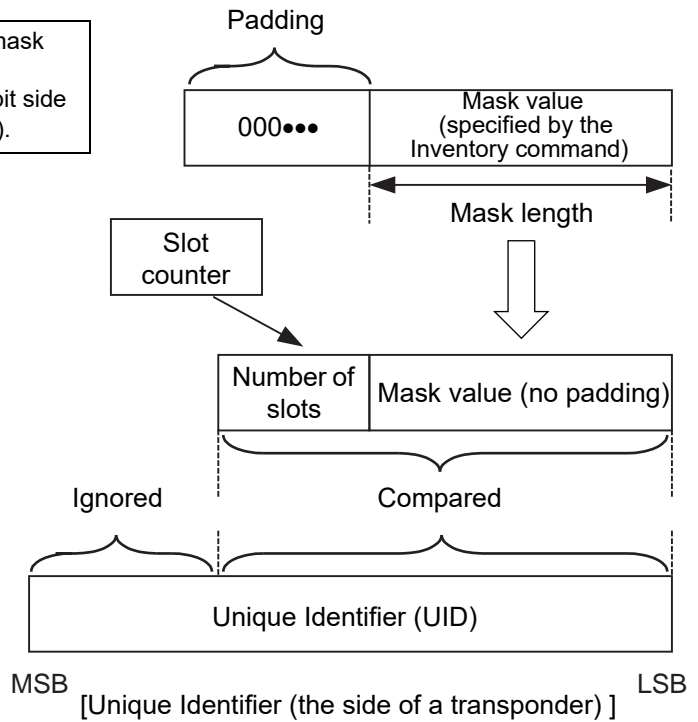 Padding
mask
bit side
).
000•••
Mask value
(specified by the
Inventory command)
Mask length
Slot
counter
Number of
slots
Mask value (no padding)
Ignored
Compared
Unique Identifier (UID)
MSB
LSB
[Unique Identifier (the side of a transponder) ]